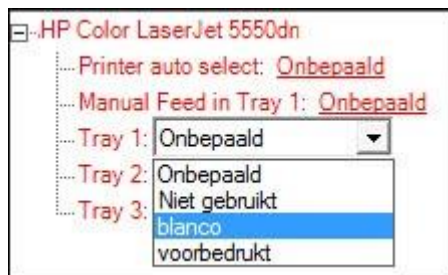 HP Color LaserJet 5550dn
Printer auto select: Onbepaald
Manual Feed in Tray 1: Onbepaald
Tray 1: Onbepaald
Tray 2: Onbepaald
Niet gebruikt
Tray 3: blanco
voorbedrukt